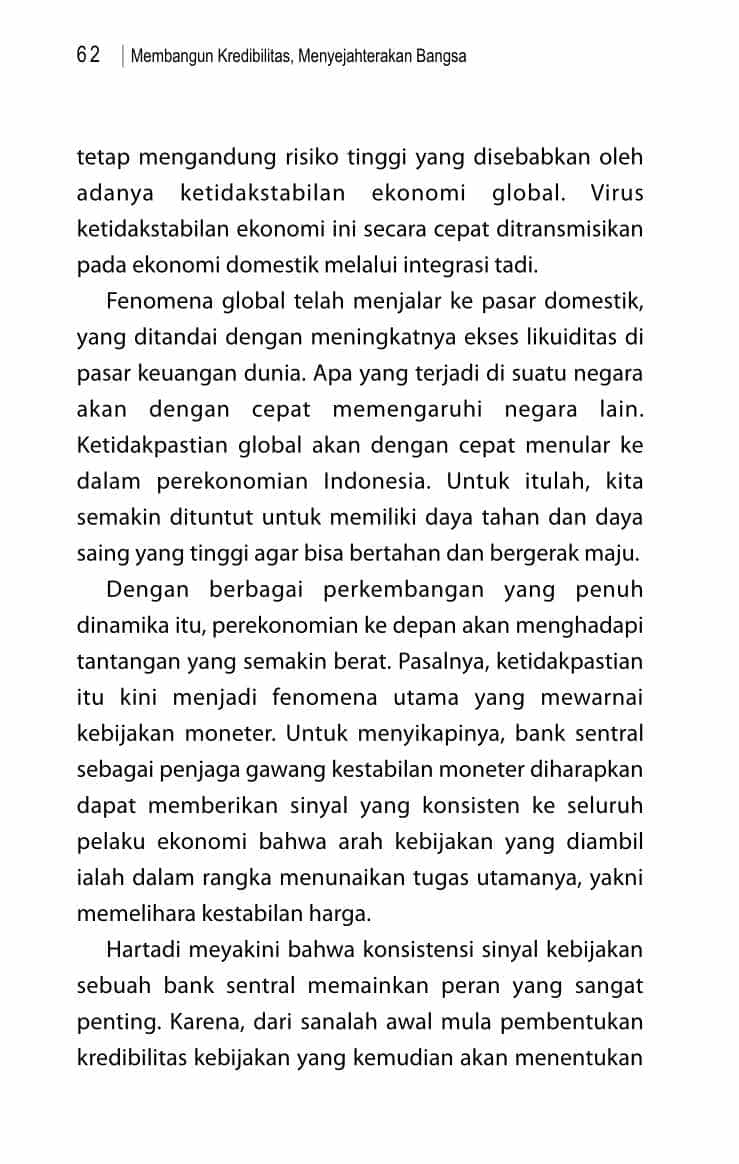 62 | Membangun Kredibilitas, Menyejahterakan Bangsa
tetap mengandung risiko tinggi yang disebabkan oleh
adanya ketidakstabilan ekonomi global. Virus
ketidakstabilan ekonomi ini secara cepat ditransmisikan
pada ekonomi domestik melalui integrasi tadi.
Fenomena global telah menjalar ke pasar domestik,
yang ditandai dengan meningkatnya ekses likuiditas di
pasar keuangan dunia. Apa yang terjadi di suatu negara
akan dengan cepat memengaruhi negara lain.
Ketidakpastian global akan dengan cepat menular ke
dalam perekonomian Indonesia. Untuk itulah, kita
semakin dituntut untuk memiliki daya tahan dan daya
saing yang tinggi agar bisa bertahan dan bergerak maju.
Dengan berbagai perkembangan yang penuh
dinamika itu, perekonomian ke depan akan menghadapi
tantangan yang semakin berat. Pasalnya, ketidakpastian
itu kini menjadi fenomena utama yang mewarnai
kebijakan moneter. Untuk menyikapinya, bank sentral
sebagai penjaga gawang kestabilan moneter diharapkan
dapat memberikan sinyal yang konsisten ke seluruh
pelaku ekonomi bahwa arah kebijakan yang diambil
ialah dalam rangka menunaikan tugas utamanya, yakni
memelihara kestabilan harga.
Hartadi meyakini bahwa konsistensi sinyal kebijakan
sebuah bank sentral memainkan peran yang sangat
penting. Karena, dari sanalah awal mula pembentukan
kredibilitas kebijakan yang kemudian akan menentukan